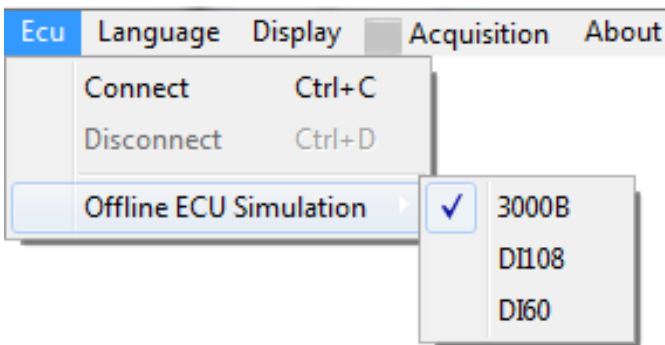 Ecu Language Display Acquisition About
Connect Ctrl+C
Disconnect Ctrl+D
Offline ECU Simulation
3000B
DI108
DI60